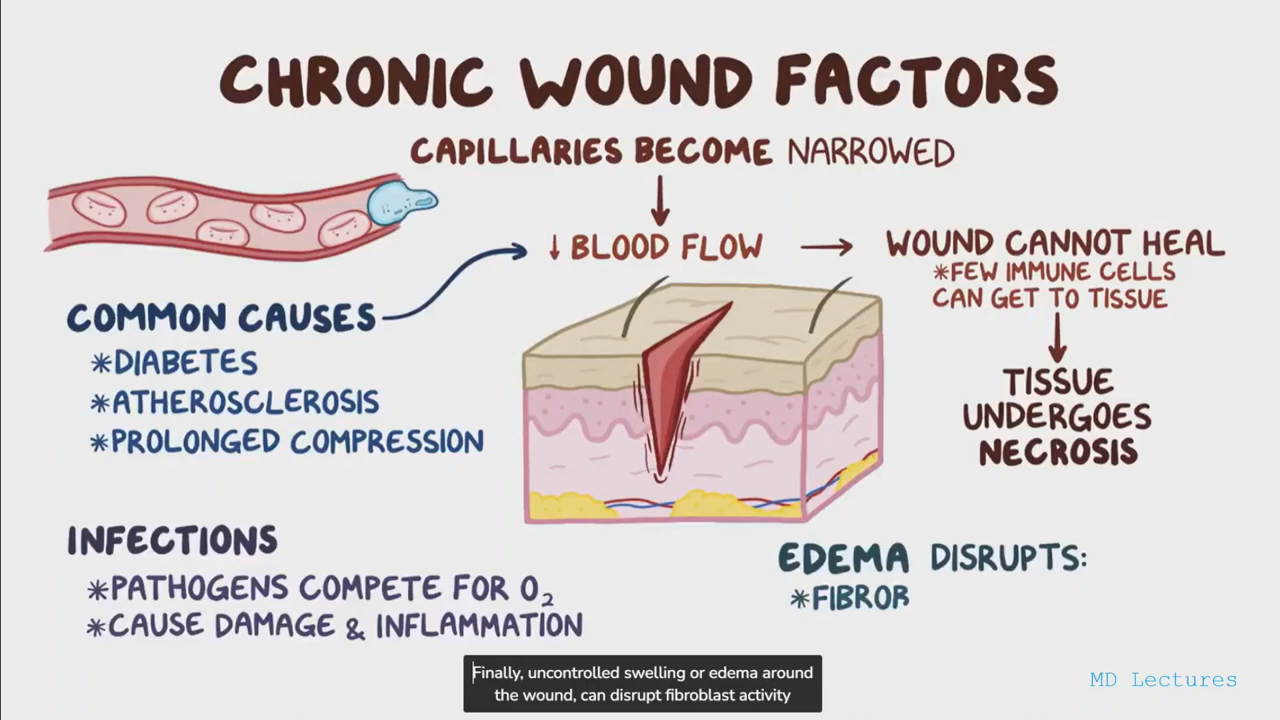 CHRONIC WOUND FACTORS
CAPILLARIES BECOME NARROWED
↓ BLOOD FLOW
WOUND CANNOT HEAL
*FEW IMMUNE CELLS
CAN GET TO TISSUE
TISSUE
UNDERGOES
NECROSIS
COMMON CAUSES
*DIABETES
*ATHEROSCLEROSIS
*PROLONGED COMPRESSION
INFECTIONS
*PATHOGENS COMPETE FOR O₂
*CAUSE DAMAGE & INFLAMMATION
EDEMA DISRUPTS:
*FIBROR
Finally, uncontrolled swelling or edema around
the wound, can disrupt fibroblast activity
MD Lectures